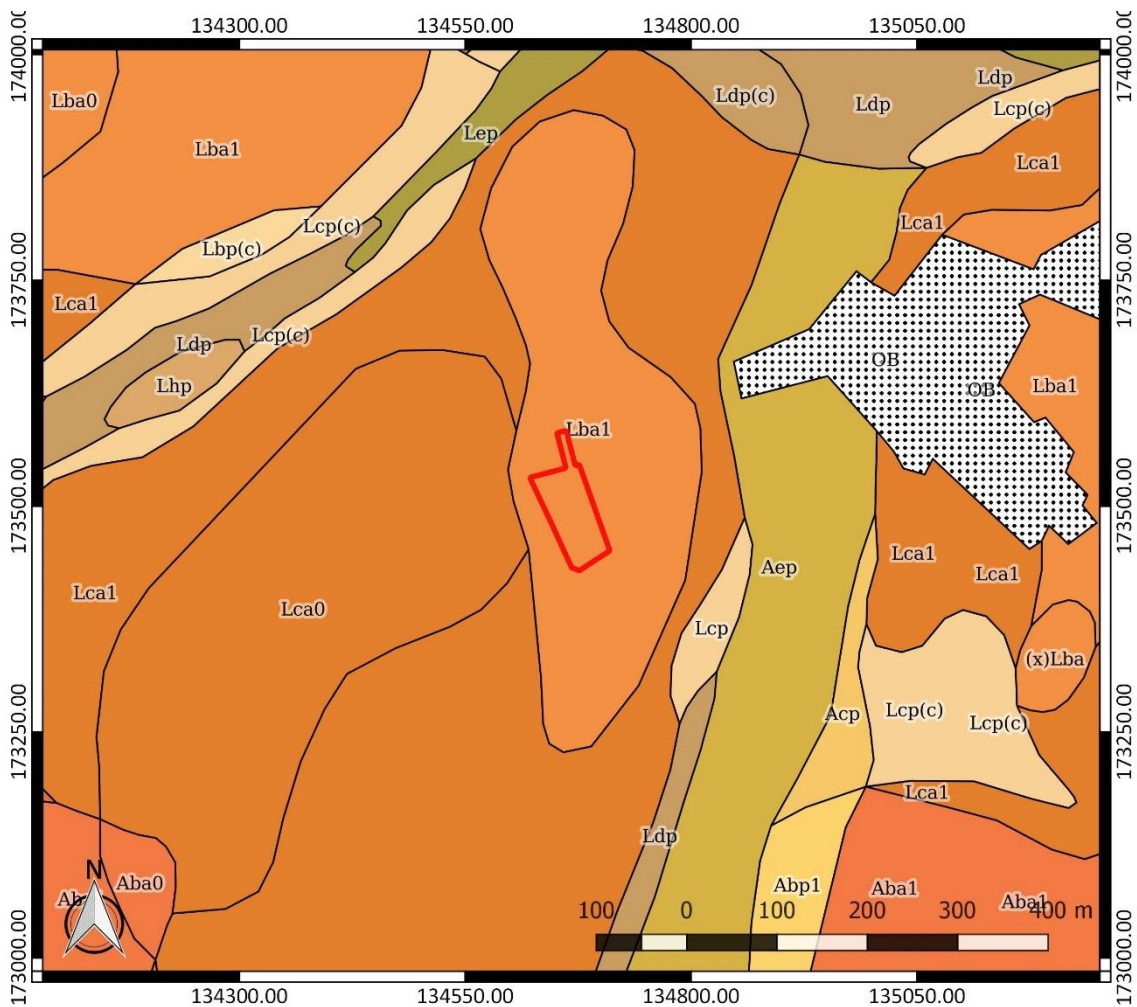 134300.00 134550.00 134800.00 135050.00
174000.00 174000.00
Lba0
Lba1
Lep
Ldp(c)
Ldp
Ldp
Lcp(c)
Lca1
Lcp(c)
Lbp(c)
Lca1
173750.00 173750.00
Lca1
Lcp(c)
Ldp
Lhp
OB
OB
Lba1
Lba1
173500.00 173500.00
Lca1
Lca1
Aep
Lca1
Lca0
Lcp
(x)Lba
173250.00 173250.00
Acp
Lcp(c)
Lcp(c)
Lca1
Ldp
N
Aba0
Ab
Abp1
Aba1
Aba1
100 0 100 200 300 400 m
173000.00 173000.00
134300.00 134550.00 134800.00 135050.00